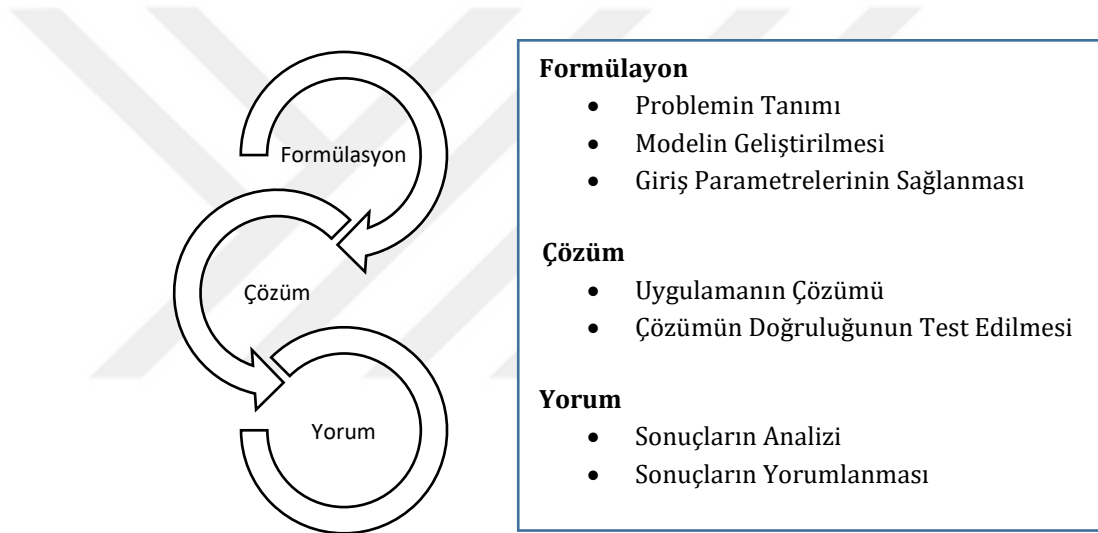 Formülasyon
Çözüm
Yorum
Formülayon
• Problemin Tanımı
• Modelin Geliştirilmesi
• Giriş Parametrelerinin Sağlanması
Çözüm
• Uygulamanın Çözümü
• Çözümün Doğruluğunun Test Edilmesi
Yorum
• Sonuçların Analizi
• Sonuçların Yorumlanması